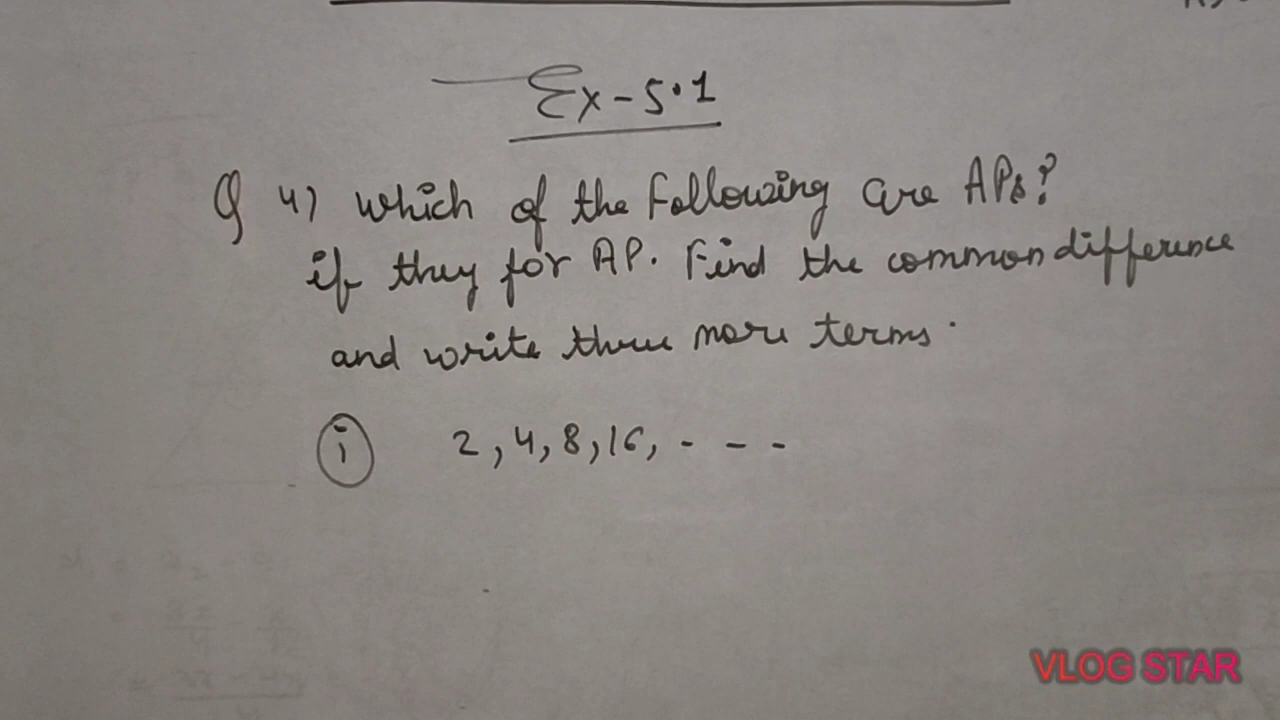 Ex-5.1
Q 4) which of the following are APs?
if they for AP. Find the common difference
and write three more terms.
i 2, 4, 8, 16, - - -
VLOG STAR